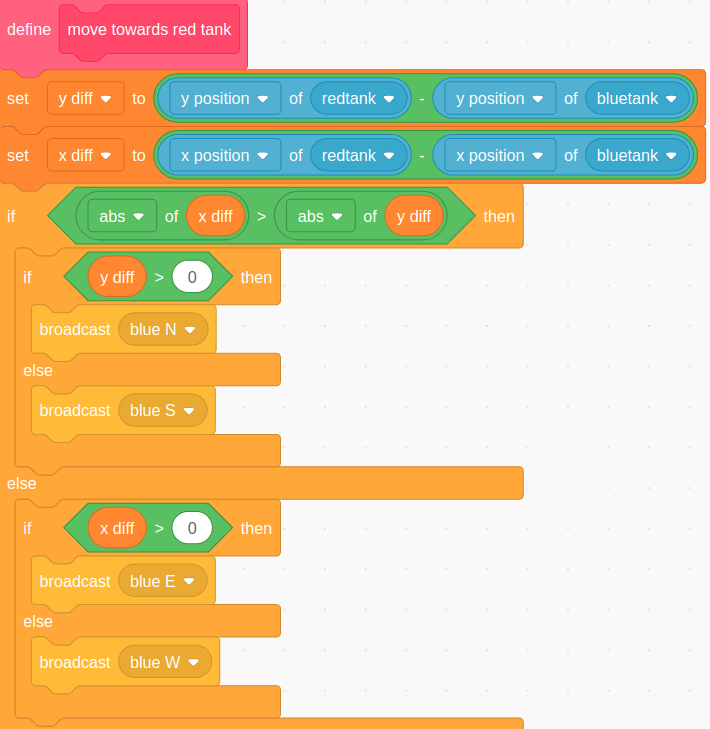 define move towards red tank
set y diff to y position of redtank - y position of bluetank
set x diff to x position of redtank - x position of bluetank
if abs of x diff > abs of y diff then
if y diff > 0 then
broadcast blue N
else
broadcast blue S
else
if x diff > 0 then
broadcast blue E
else
broadcast blue W